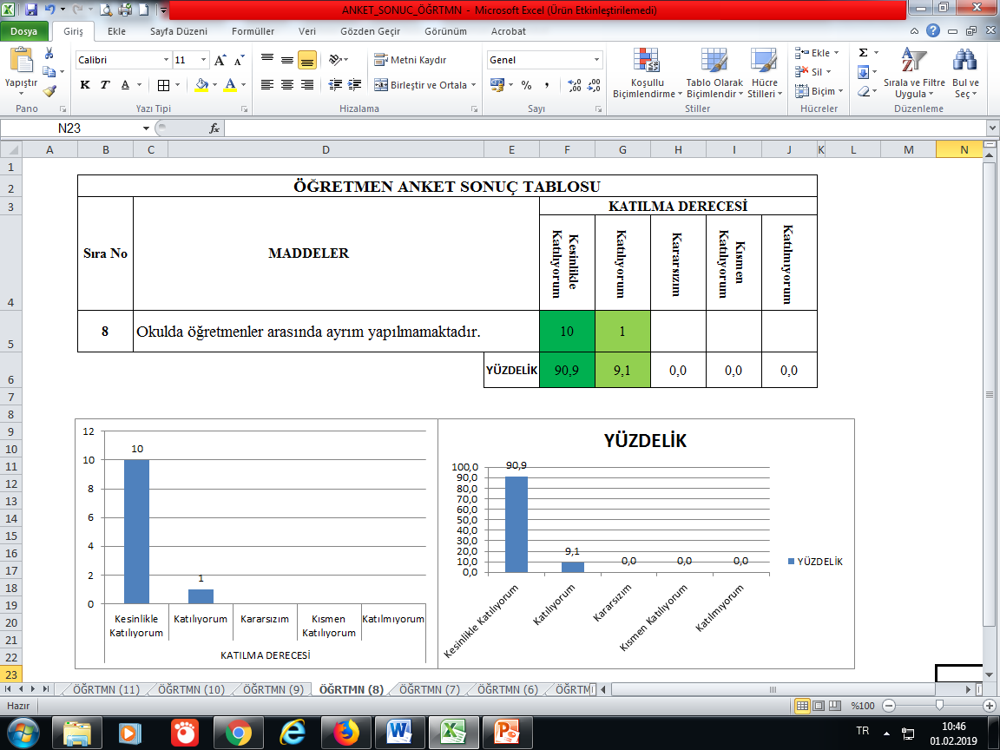 ANKET_SONUC_ÖĞRTMN - Microsoft Excel (Ürün Etkinleştirilemedi)
Dosya Giriş Ekle Sayfa Düzeni Formüller Veri Gözden Geçir Görünüm Acrobat
Yapıştır
Calibri 11
K T A
Metni Kaydır
Birleştir ve Ortala
Genel
% ,
Koşullu Biçimlendirme
Tablo Olarak Biçimlendir
Hücre Stilleri
Ekle
Sil
Biçim
Σ
Sırala ve Filtre Uygula
Bul ve Seç
Pano Yazı Tipi Hizalama Sayı Stiller Hücreler Düzenleme
N23 fx
A B C D E F G H I J K L M N
1
2
3
4
5
6
7
8
9
10
11
12
13
14
15
16
17
18
19
20
21
22
23
ÖĞRETMEN ANKET SONUÇ TABLOSU
Sıra No
MADDELER
KATILMA DERECESİ
Kesinlikle
Katılıyorum
Katılıyorum
Kararsızım
Kısmen
Katılıyorum
Katılmıyorum
8 Okulda öğretmenler arasında ayrım yapılmamaktadır. 10 1
YÜZDELİK 90,9 9,1 0,0 0,0 0,0
12
10
8
6
4
2
0
10
1
Kesinlikle
Katılıyorum
Katılıyorum
Kararsızım
Kısmen
Katılıyorum
Katılmıyorum
KATILMA DERECESİ
YÜZDELİK
100,0
90,0
80,0
70,0
60,0
50,0
40,0
30,0
20,0
10,0
0,0
90,9
9,1
0,0
0,0
0,0
Kesinlikle Katılıyorum
Katılıyorum
Kararsızım
Kısmen Katılıyorum
Katılmıyorum
YÜZDELİK
ÖĞRTMN (11) ÖĞRTMN (10) ÖĞRTMN (9) ÖĞRTMN (8) ÖĞRTMN (7) ÖĞRTMN (6) ÖĞRTM
Hazır %100
TR 10:46
01.02.2019